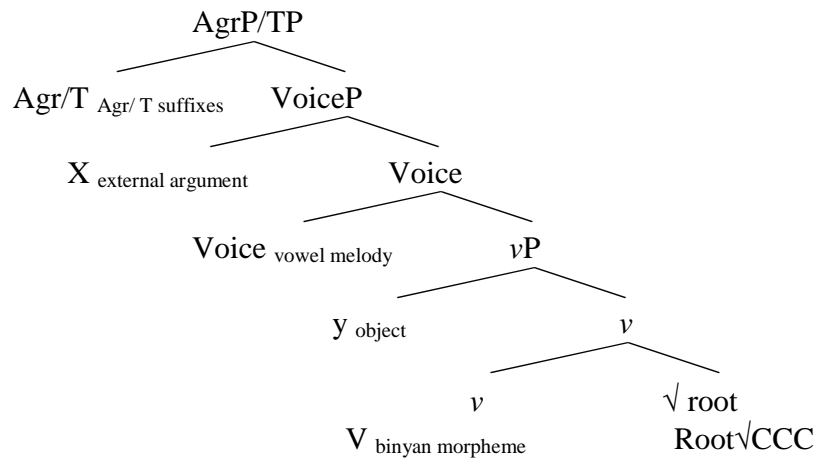 AgrP/TP
Agr/T Agr/ T suffixes VoiceP
X external argument Voice
Voice vowel melody vP
y object v
v √ root
V binyan morpheme Root√CCC